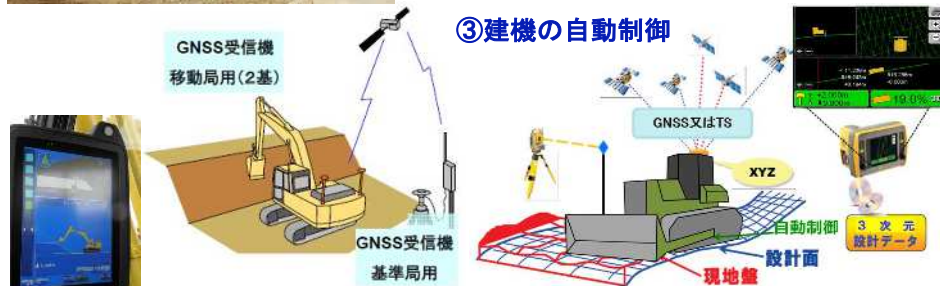 ③建機の自動制御
GNSS受信機
移動局用(2基)
GNSS又はTS
XYZ
自動制御
3次元
設計データ
設計面
現地盤
GNSS受信機
基準局用